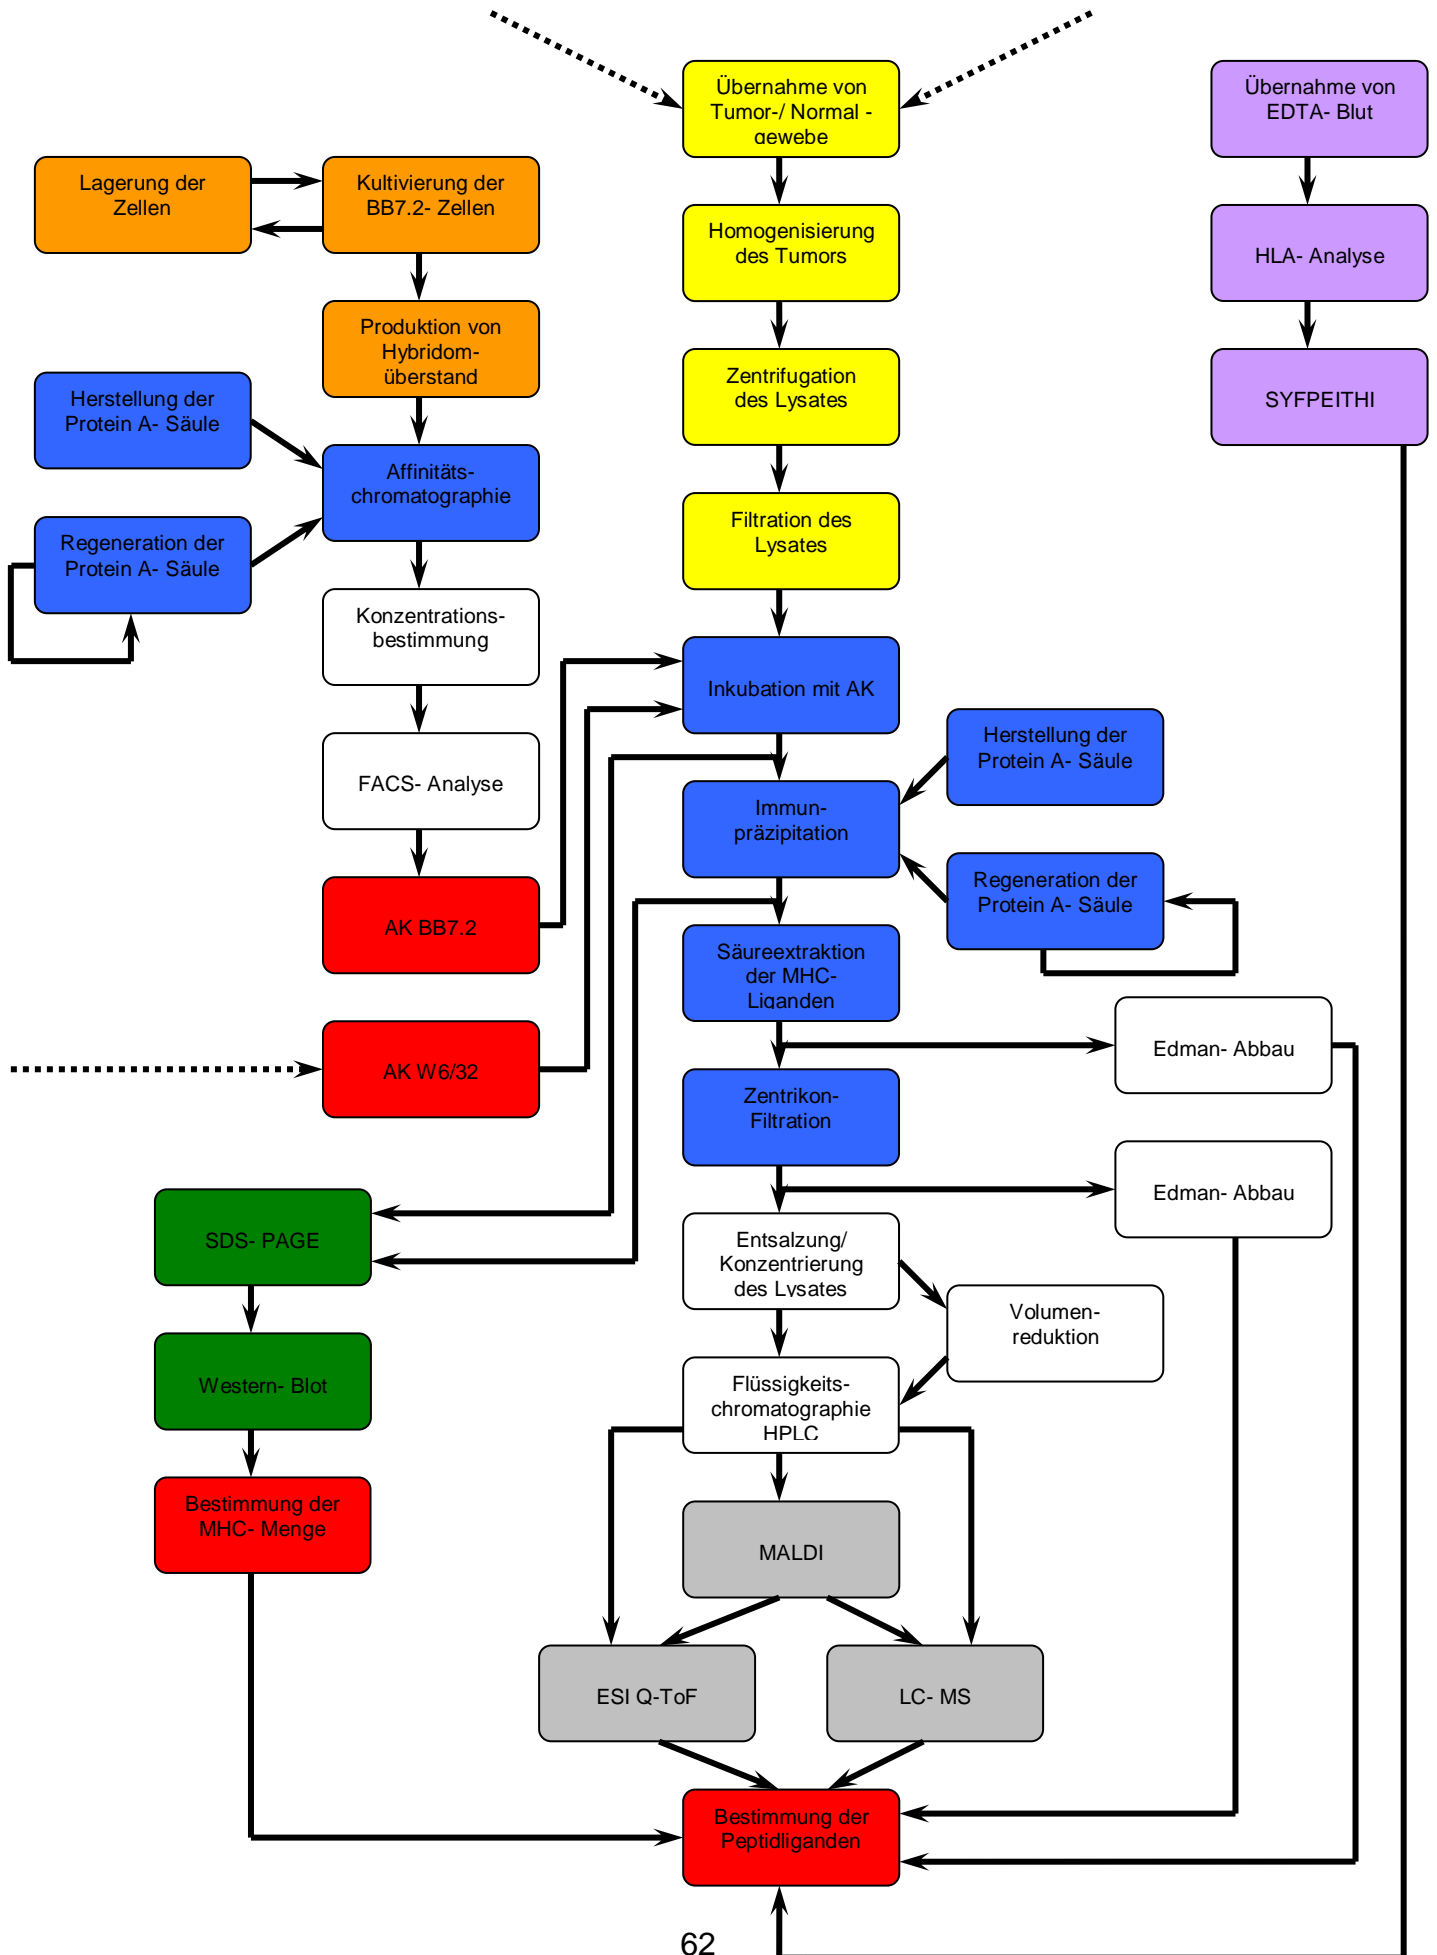 Übernahme von
Tumor-/ Normal -
gewebe
Übernahme von
EDTA- Blut
Lagerung der
Zellen
Kultivierung der
BB7.2- Zellen
Homogenisierung
des Tumors
HLA- Analyse
Produktion von
Hybridom-
überstand
Zentrifugation
des Lysates
SYFPEITHI
Herstellung der
Protein A- Säule
Affinitäts-
chromatographie
Filtration des
Lysates
Regeneration der
Protein A- Säule
Konzentrations-
bestimmung
Inkubation mit AK
Herstellung der
Protein A- Säule
FACS- Analyse
Immun-
präzipitation
Regeneration der
Protein A- Säule
AK BB7.2
Säureextraktion
der MHC-
Liganden
Edman- Abbau
AK W6/32
Zentrikon-
Filtration
Edman- Abbau
SDS- PAGE
Entsalzung/
Konzentrierung
des Lysates
Volumen-
reduktion
Western- Blot
Flüssigkeits-
chromatographie
HPLC
Bestimmung der
MHC- Menge
MALDI
ESI Q-ToF
LC- MS
Bestimmung der
Peptidliganden
62